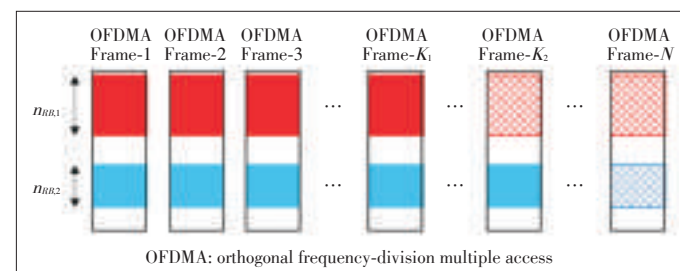 OFDMA OFDMA OFDMA OFDMA OFDMA OFDMA
Frame-1 Frame-2 Frame-3 Frame-K₁ Frame-K₂ Frame-N
n_RB,1
... ... ...
n_RB,2
... ... ...
OFDMA: orthogonal frequency-division multiple access